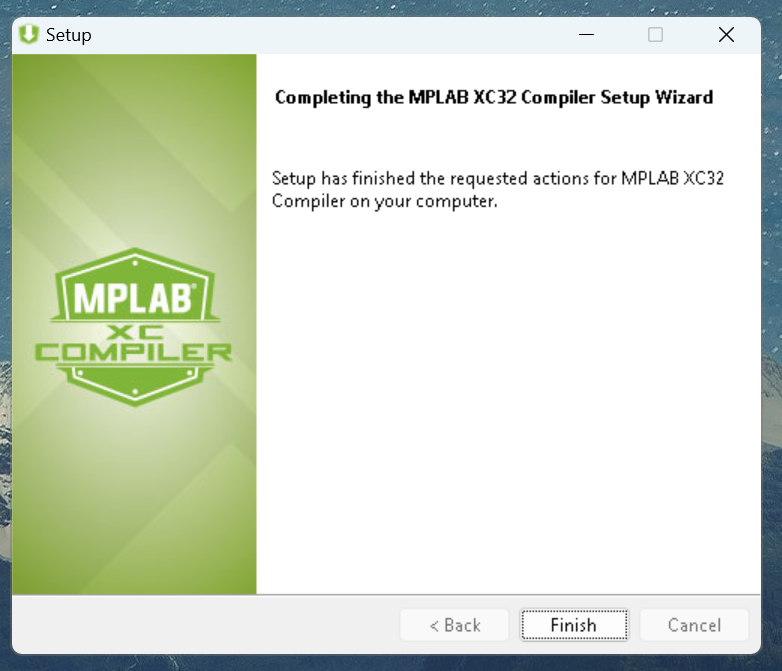 Setup
Completing the MPLAB XC32 Compiler Setup Wizard
Setup has finished the requested actions for MPLAB XC32
Compiler on your computer.
MPLAB®
XC
COMPILER
< Back
Finish
Cancel